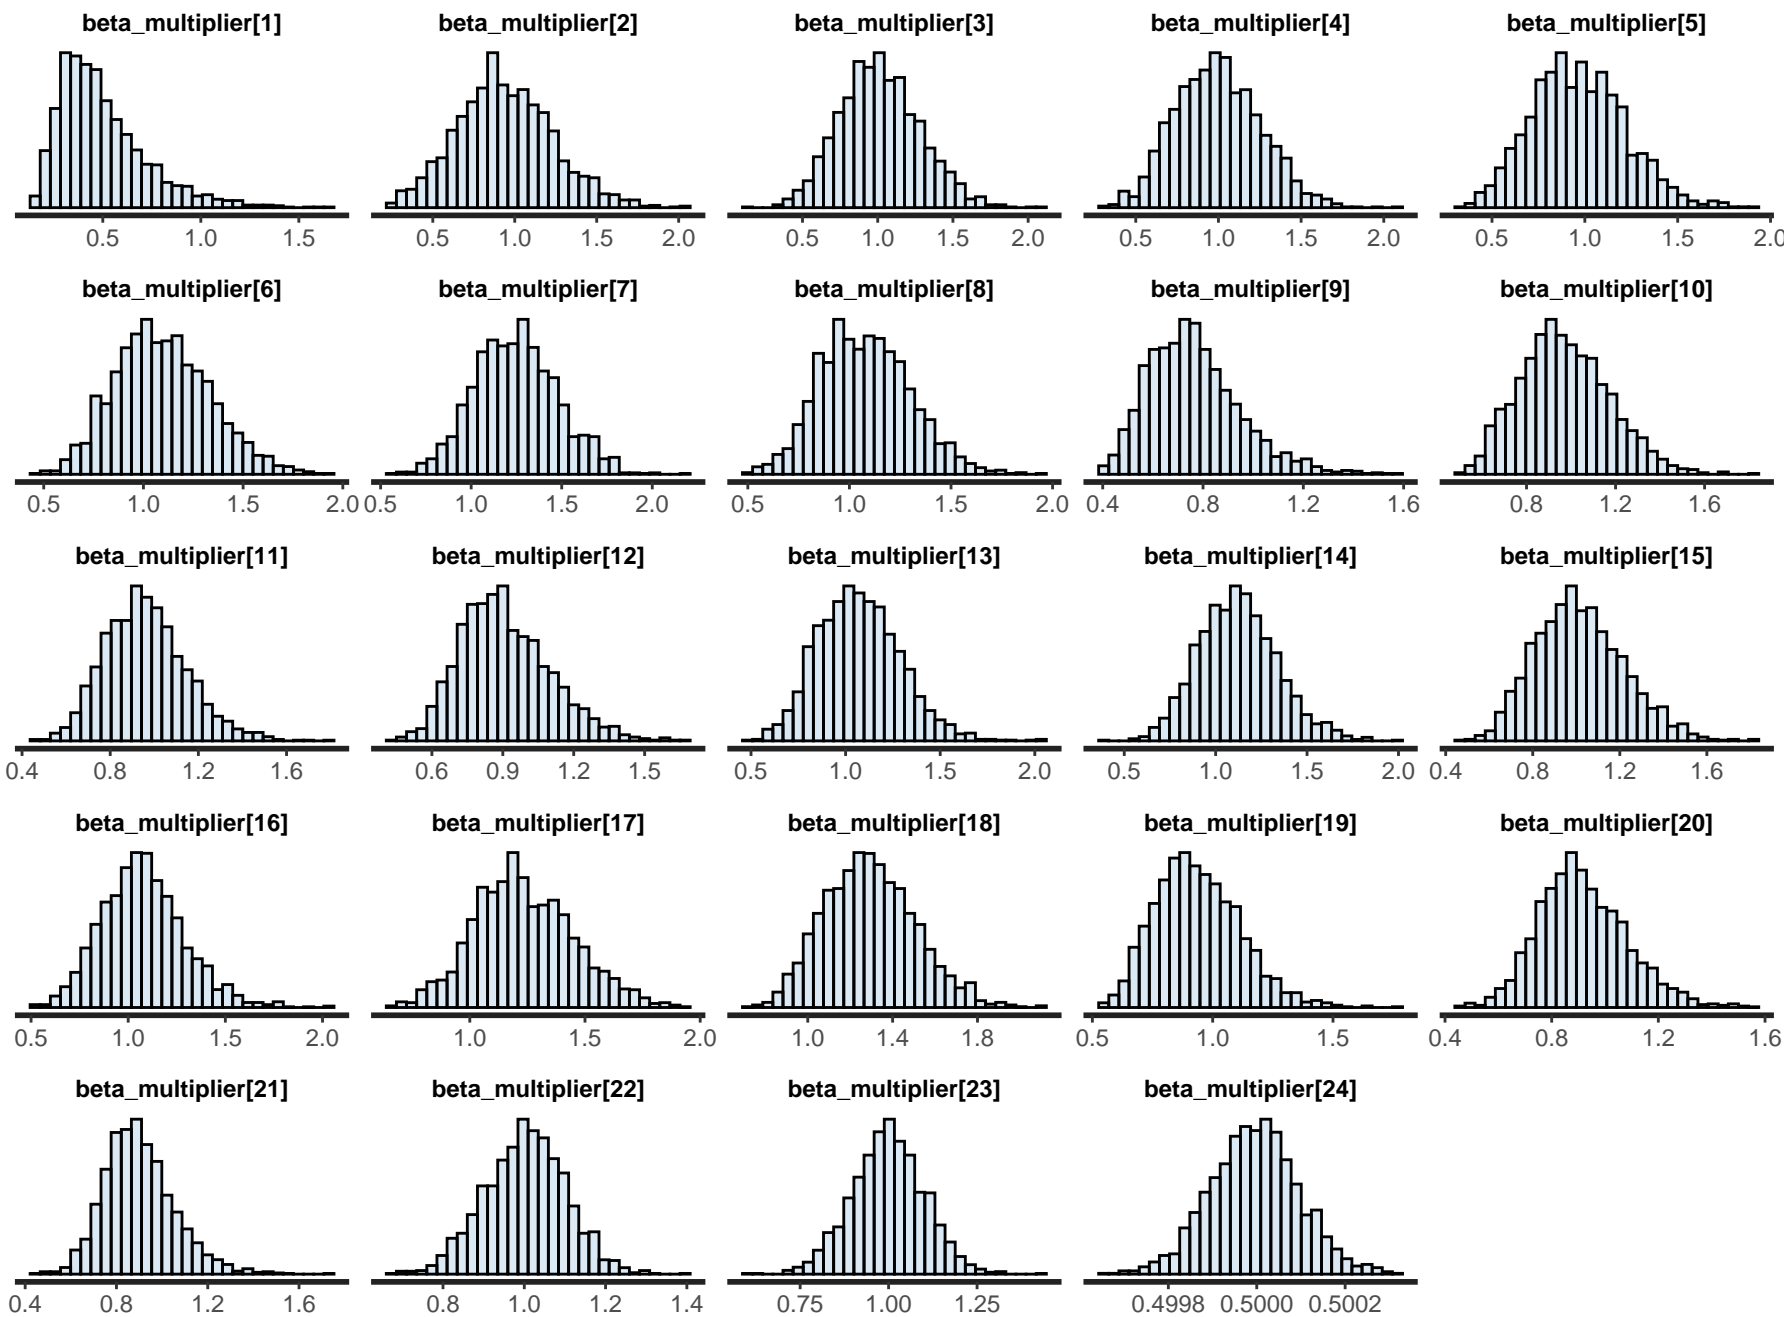 beta_multiplier[1] beta_multiplier[2] beta_multiplier[3] beta_multiplier[4] beta_multiplier[5]
0.5 1.0 1.5 0.5 1.0 1.5 2.0 0.5 1.0 1.5 2.0 0.5 1.0 1.5 2.0 0.5 1.0 1.5 2.0
beta_multiplier[6] beta_multiplier[7] beta_multiplier[8] beta_multiplier[9] beta_multiplier[10]
0.5 1.0 1.5 2.0 0.5 1.0 1.5 2.0 0.5 1.0 1.5 2.0 0.4 0.8 1.2 1.6 0.8 1.2 1.6
beta_multiplier[11] beta_multiplier[12] beta_multiplier[13] beta_multiplier[14] beta_multiplier[15]
0.4 0.8 1.2 1.6 0.6 0.9 1.2 1.5 0.5 1.0 1.5 2.0 0.5 1.0 1.5 2.0 0.4 0.8 1.2 1.6
beta_multiplier[16] beta_multiplier[17] beta_multiplier[18] beta_multiplier[19] beta_multiplier[20]
0.5 1.0 1.5 2.0 1.0 1.5 2.0 1.0 1.4 1.8 0.5 1.0 1.5 0.4 0.8 1.2 1.6
beta_multiplier[21] beta_multiplier[22] beta_multiplier[23] beta_multiplier[24]
0.4 0.8 1.2 1.6 0.8 1.0 1.2 1.4 0.75 1.00 1.25 0.4998 0.5000 0.5002